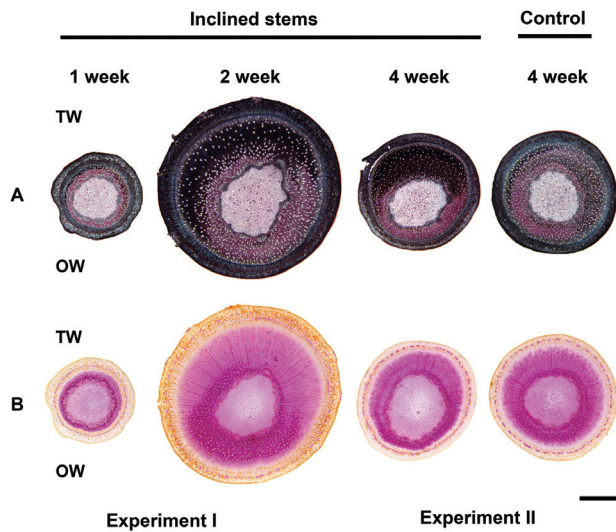 Inclined stems Control
1 week 2 week 4 week 4 week
TW
A
OW
TW
B
OW
Experiment I Experiment II